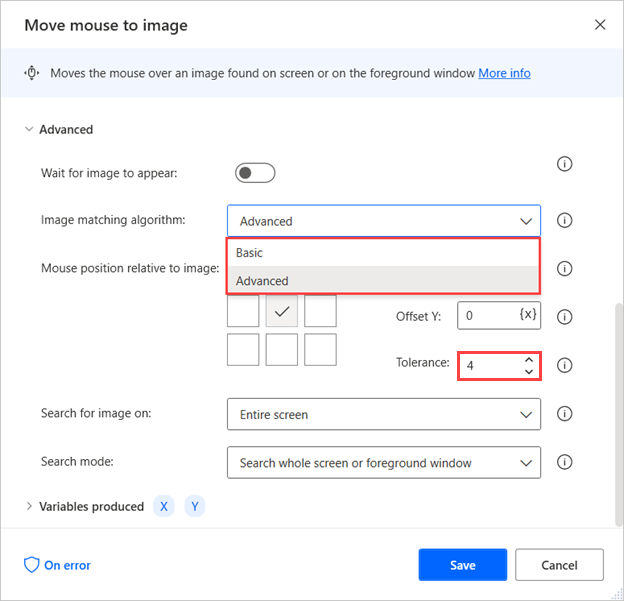 Move mouse to image
Moves the mouse over an image found on screen or on the foreground window More info
Advanced
Wait for image to appear:
Image matching algorithm:
Advanced
Basic
Advanced
Mouse position relative to image:
Offset Y:
0
{x}
Tolerance:
4
Search for image on:
Entire screen
Search mode:
Search whole screen or foreground window
Variables produced X Y
On error
Save
Cancel